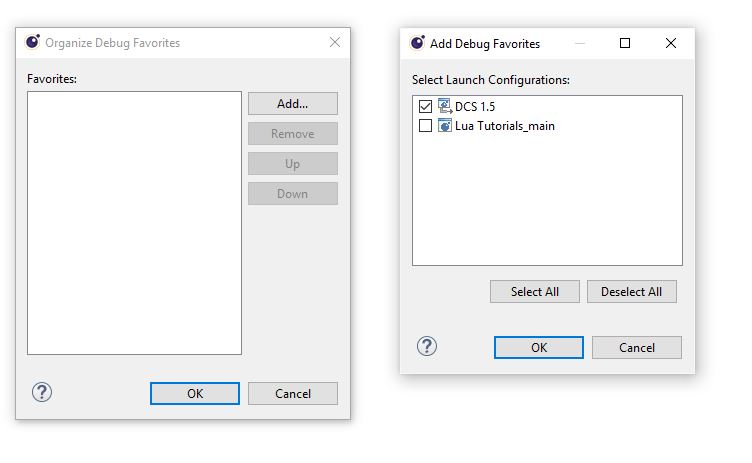 Organize Debug Favorites
Favorites:
Add...
Remove
Up
Down
?
OK
Cancel
Add Debug Favorites
Select Launch Configurations:
DCS 1.5
Lua Tutorials_main
Select All
Deselect All
?
OK
Cancel